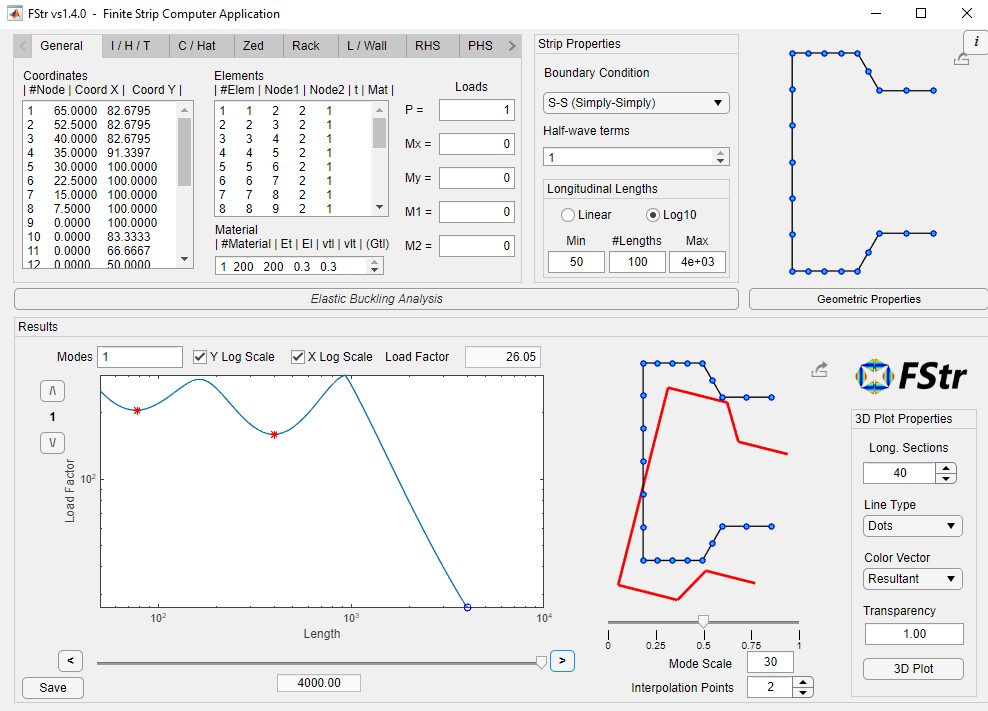 FStr vs1.4.0 - Finite Strip Computer Application
General I / H / T C / Hat Zed Rack L / Wall RHS PHS
Coordinates
| #Node | Coord X | Coord Y |
1 65.0000 82.6795
2 52.5000 82.6795
3 40.0000 82.6795
4 35.0000 91.3397
5 30.0000 100.0000
6 22.5000 100.0000
7 15.0000 100.0000
8 7.5000 100.0000
9 0.0000 100.0000
10 0.0000 83.3333
11 0.0000 66.6667
12 0.0000 50.0000
Elements
| #Elem | Node1 | Node2 | t | Mat |
1 1 2 2 1
2 2 3 2 1
3 3 4 2 1
4 4 5 2 1
5 5 6 2 1
6 6 7 2 1
7 7 8 2 1
8 8 9 2 1
Material
| #Material | Et | El | vtl | vlt | (Gtl)
1 200 200 0.3 0.3
Loads
P = 1
Mx = 0
My = 0
M1 = 0
M2 = 0
Strip Properties
Boundary Condition
S-S (Simply-Simply)
Half-wave terms
1
Longitudinal Lengths
Linear Log10
Min #Lengths Max
50 100 4e+03
i
Elastic Buckling Analysis
Geometric Properties
Results
Modes 1 Y Log Scale X Log Scale Load Factor 26.05
/\
1
\/
Load Factor
10²
10² 10³ 10⁴
Length
< >
4000.00
Save
0 0.25 0.5 0.75 1
Mode Scale 30
Interpolation Points 2
FStr
3D Plot Properties
Long. Sections
40
Line Type
Dots
Color Vector
Resultant
Transparency
1.00
3D Plot